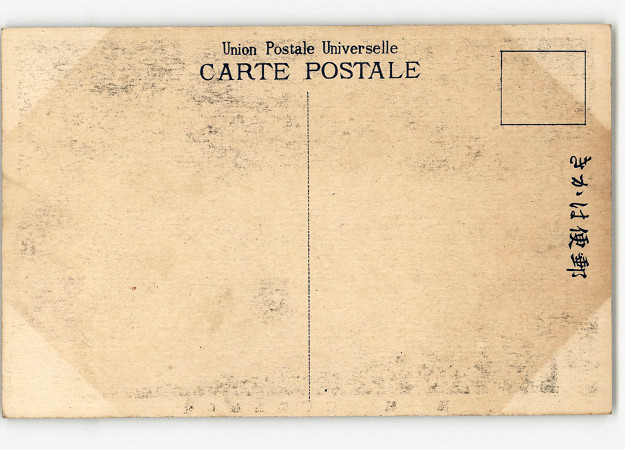 Union Postale Universelle
CARTE POSTALE
きかは便郵